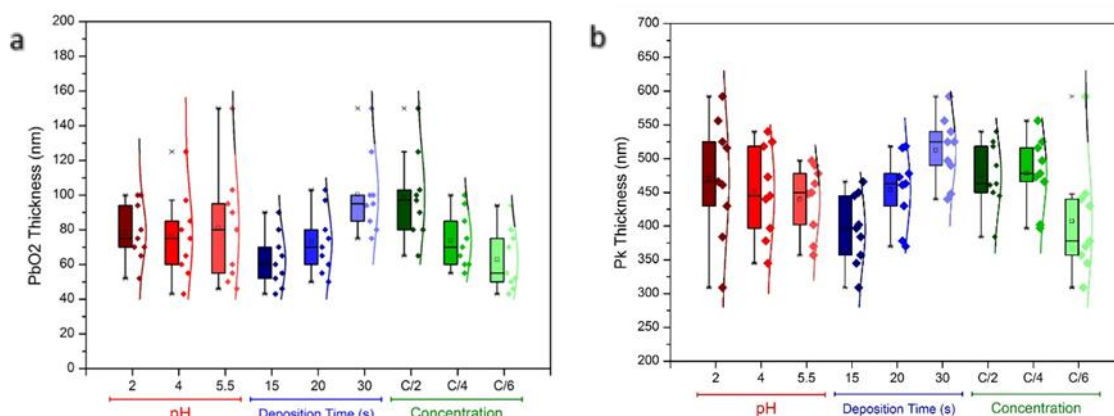 a
PbO2 Thickness (nm)
200
180
160
140
120
100
80
60
40
20
0
2 4 5.5 15 20 30 C/2 C/4 C/6
pH Deposition Time (s) Concentration
b
Pk Thickness (nm)
700
650
600
550
500
450
400
350
300
250
200
2 4 5.5 15 20 30 C/2 C/4 C/6
pH Deposition Time (s) Concentration